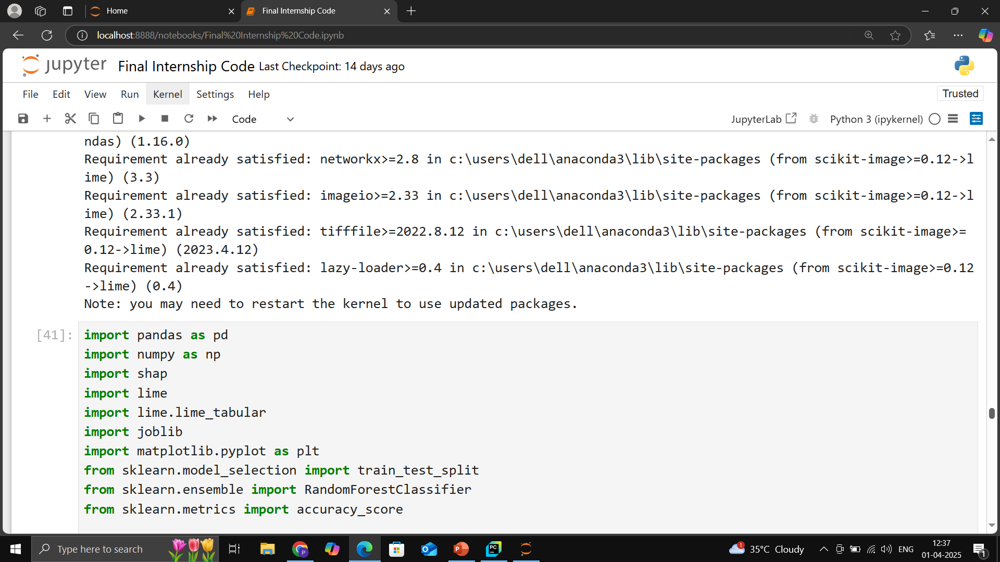 Home
Final Internship Code
localhost:8888/notebooks/Final%20Internship%20Code.ipynb
jupyter Final Internship Code Last Checkpoint: 14 days ago
File Edit View Run Kernel Settings Help
Trusted
Code
JupyterLab Python 3 (ipykernel)
ndas) (1.16.0)
Requirement already satisfied: networkx>=2.8 in c:\users\dell\anaconda3\lib\site-packages (from scikit-image>=0.12->l
ime) (3.3)
Requirement already satisfied: imageio>=2.33 in c:\users\dell\anaconda3\lib\site-packages (from scikit-image>=0.12->l
ime) (2.33.1)
Requirement already satisfied: tifffile>=2022.8.12 in c:\users\dell\anaconda3\lib\site-packages (from scikit-image>=
0.12->lime) (2023.4.12)
Requirement already satisfied: lazy-loader>=0.4 in c:\users\dell\anaconda3\lib\site-packages (from scikit-image>=0.12
->lime) (0.4)
Note: you may need to restart the kernel to use updated packages.
[41]: import pandas as pd
import numpy as np
import shap
import lime
import lime.lime_tabular
import joblib
import matplotlib.pyplot as plt
from sklearn.model_selection import train_test_split
from sklearn.ensemble import RandomForestClassifier
from sklearn.metrics import accuracy_score
Type here to search
P
O
P
PC
1
35°C Cloudy
ENG
12:37
01-04-2025
1